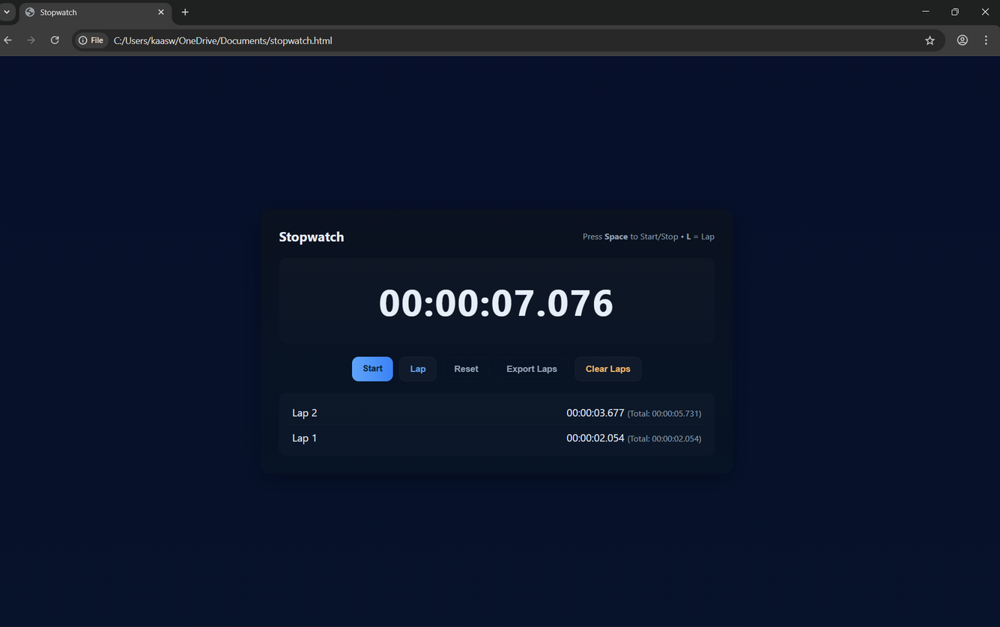 Stopwatch
File C:/Users/kaasw/OneDrive/Documents/stopwatch.html
Stopwatch Press Space to Start/Stop • L = Lap
00:00:07.076
Start Lap Reset Export Laps Clear Laps
Lap 2 00:00:03.677 (Total: 00:00:05.731)
Lap 1 00:00:02.054 (Total: 00:00:02.054)